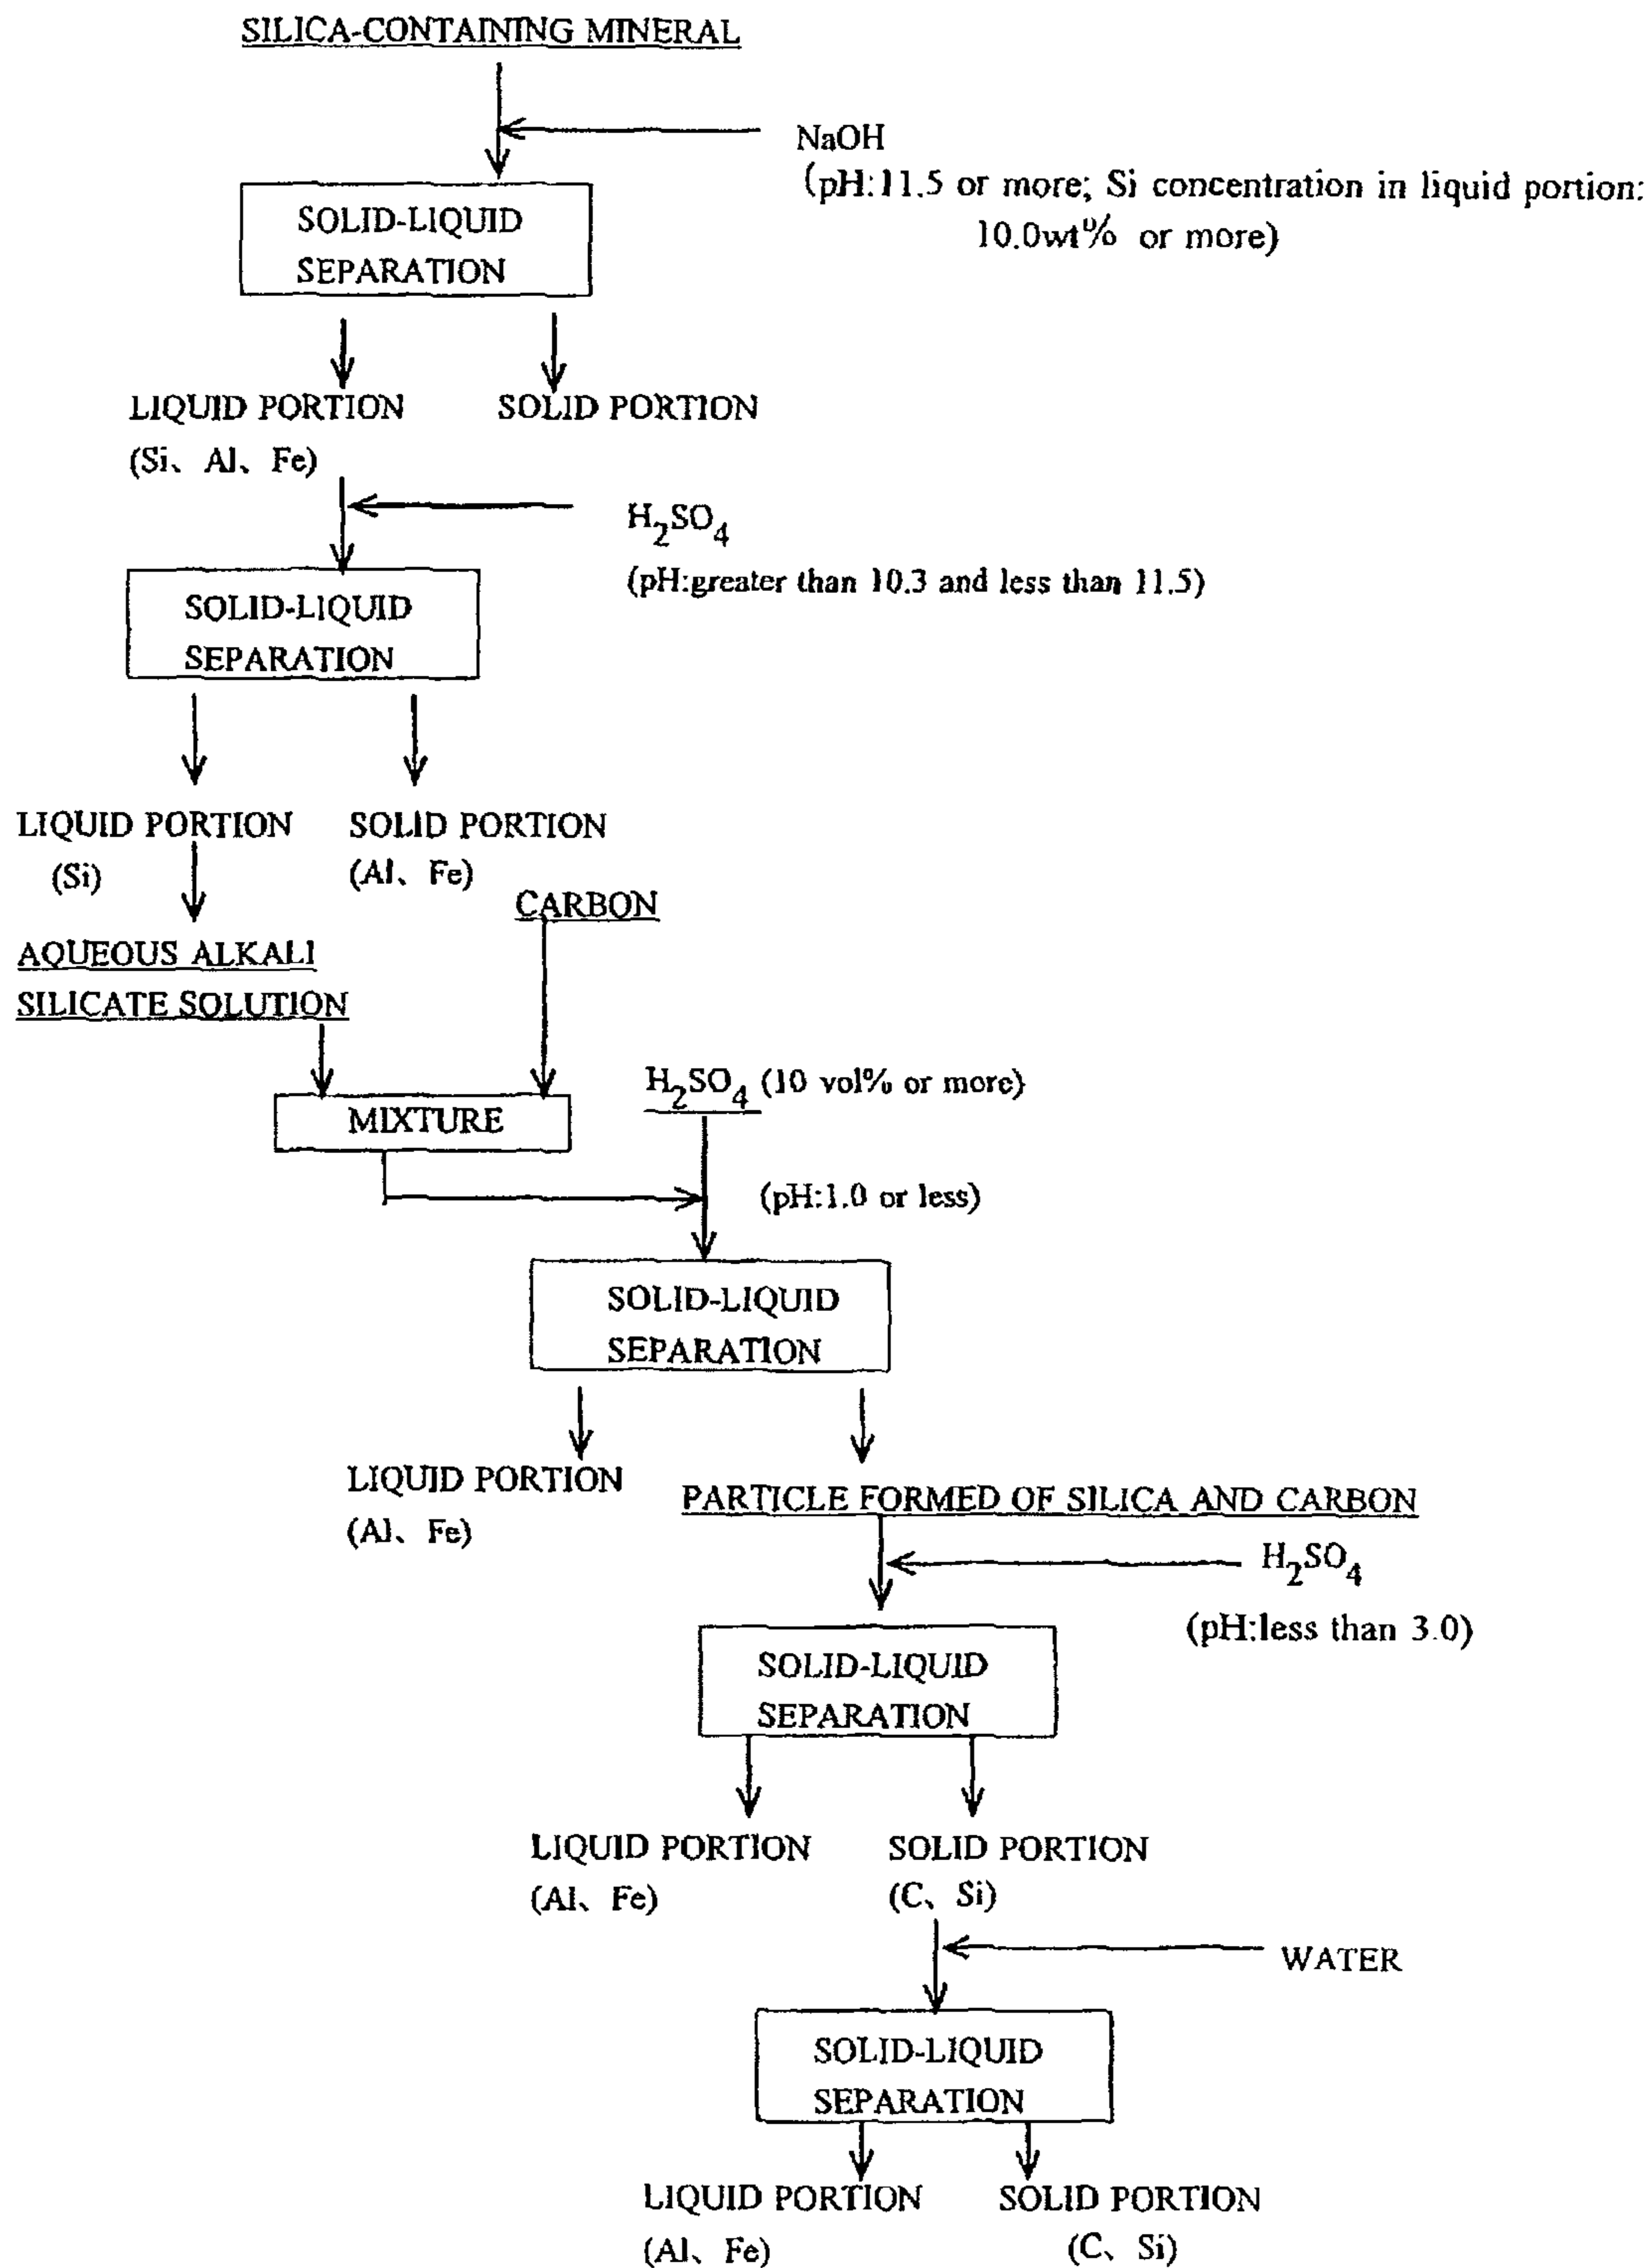 SILICA-CONTAINING MINERAL
NaOH
(pH:11.5 or more; Si concentration in liquid portion:
10.0wt% or more)
SOLID-LIQUID
SEPARATION
LIQUID PORTION
(Si、Al、Fe)
SOLID PORTION
H2SO4
(pH:greater than 10.3 and less than 11.5)
SOLID-LIQUID
SEPARATION
LIQUID PORTION
(Si)
SOLID PORTION
(Al、Fe)
CARBON
AQUEOUS ALKALI
SILICATE SOLUTION
MIXTURE
H2SO4 (10 vol% or more)
(pH:1.0 or less)
SOLID-LIQUID
SEPARATION
LIQUID PORTION
(Al、Fe)
PARTICLE FORMED OF SILICA AND CARBON
H2SO4
(pH:less than 3.0)
SOLID-LIQUID
SEPARATION
LIQUID PORTION
(Al、Fe)
SOLID PORTION
(C、Si)
WATER
SOLID-LIQUID
SEPARATION
LIQUID PORTION
(Al、Fe)
SOLID PORTION
(C、Si)